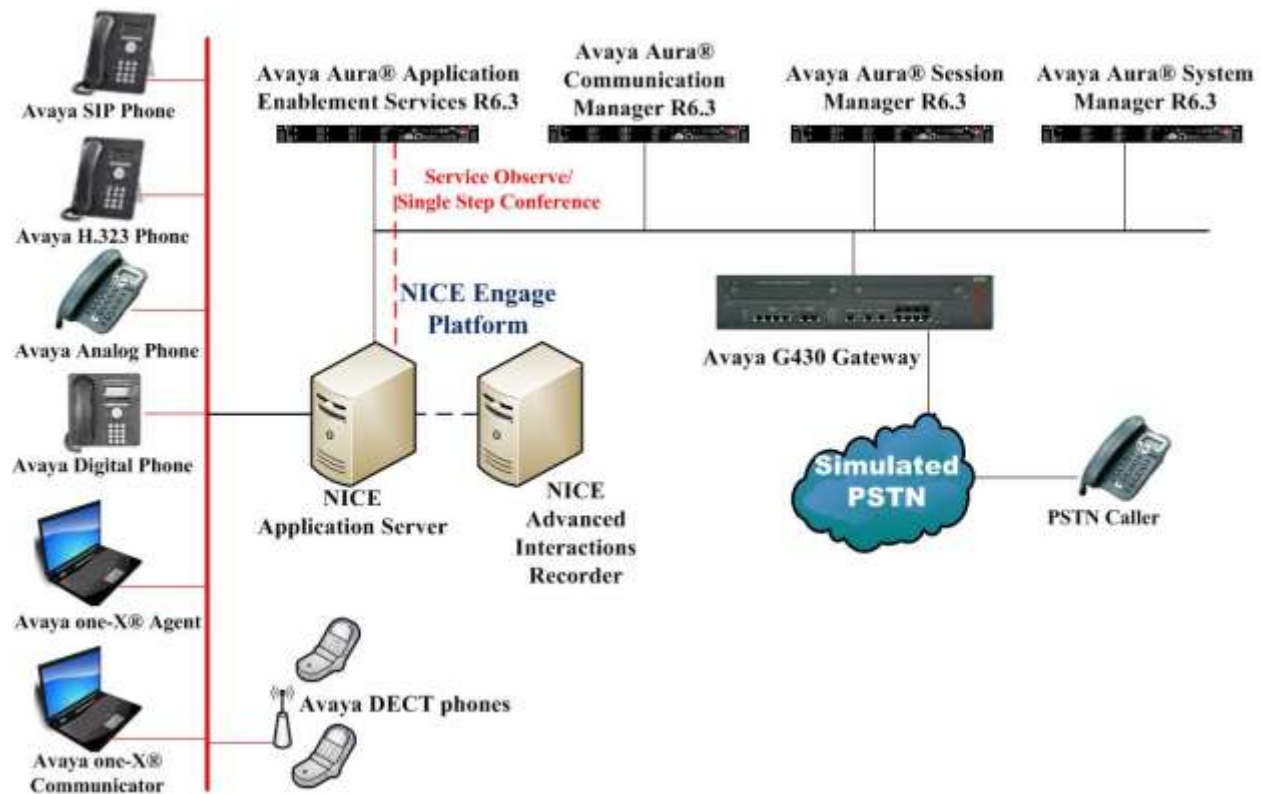 Avaya SIP Phone
Avaya H.323 Phone
Avaya Analog Phone
Avaya Digital Phone
Avaya one-X® Agent
Avaya one-X®
Communicator
Avaya Aura® Application
Enablement Services R6.3
Avaya Aura®
Communication
Manager R6.3
Avaya Aura® Session
Manager R6.3
Avaya Aura® System
Manager R6.3
Service Observe/
Single Step Conference
NICE Engage
Platform
NICE
Application Server
NICE
Advanced
Interactions
Recorder
Avaya G430 Gateway
Simulated
PSTN
PSTN Caller
Avaya DECT phones